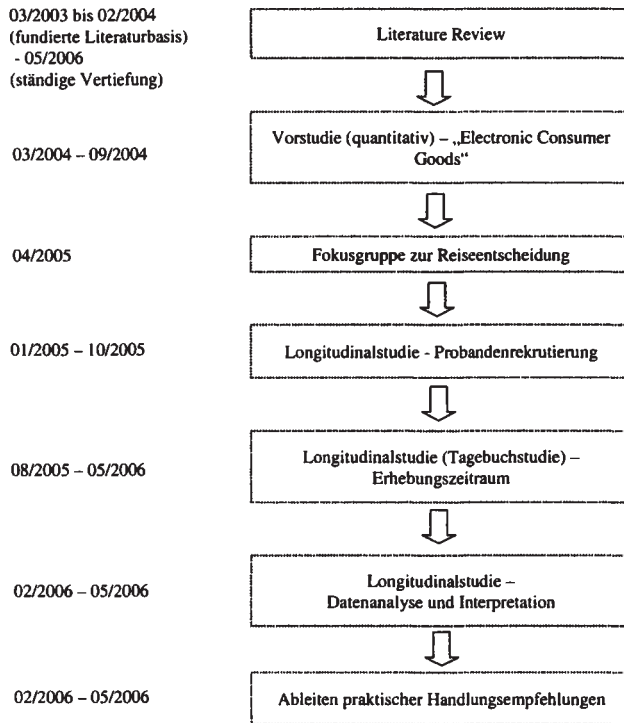 03/2003 bis 02/2004
(fundierte Literaturbasis)
- 05/2006
(ständige Vertiefung)
Literature Review
03/2004 – 09/2004
Vorstudie (quantitativ) – „Electronic Consumer
Goods“
04/2005
Fokusgruppe zur Reiseentscheidung
01/2005 – 10/2005
Longitudinalstudie - Probandenrekrutierung
08/2005 – 05/2006
Longitudinalstudie (Tagebuchstudie) –
Erhebungszeitraum
02/2006 – 05/2006
Longitudinalstudie –
Datenanalyse und Interpretation
02/2006 – 05/2006
Ableiten praktischer Handlungsempfehlungen